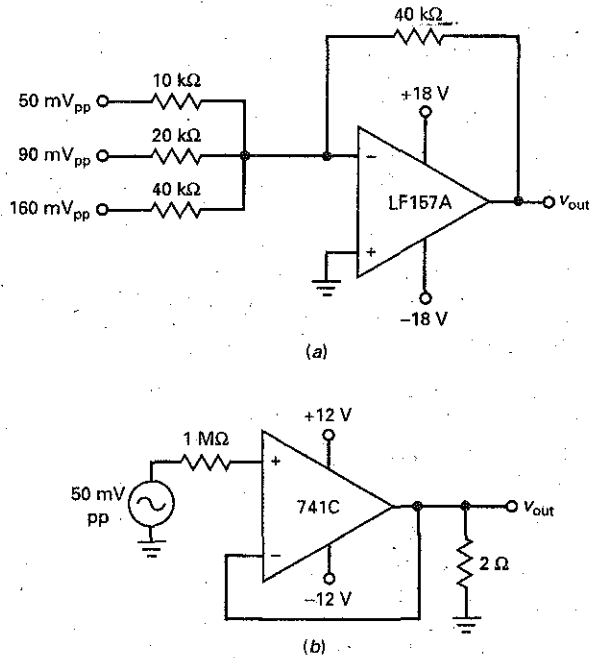 40 kΩ
10 kΩ
50 mVpp
+18 V
20 kΩ
90 mVpp
−
40 kΩ
LF157A
vout
160 mVpp
+
−18 V
(a)
+12 V
1 MΩ
+
50 mV
pp
741C
vout
−
2 Ω
−12 V
(b)